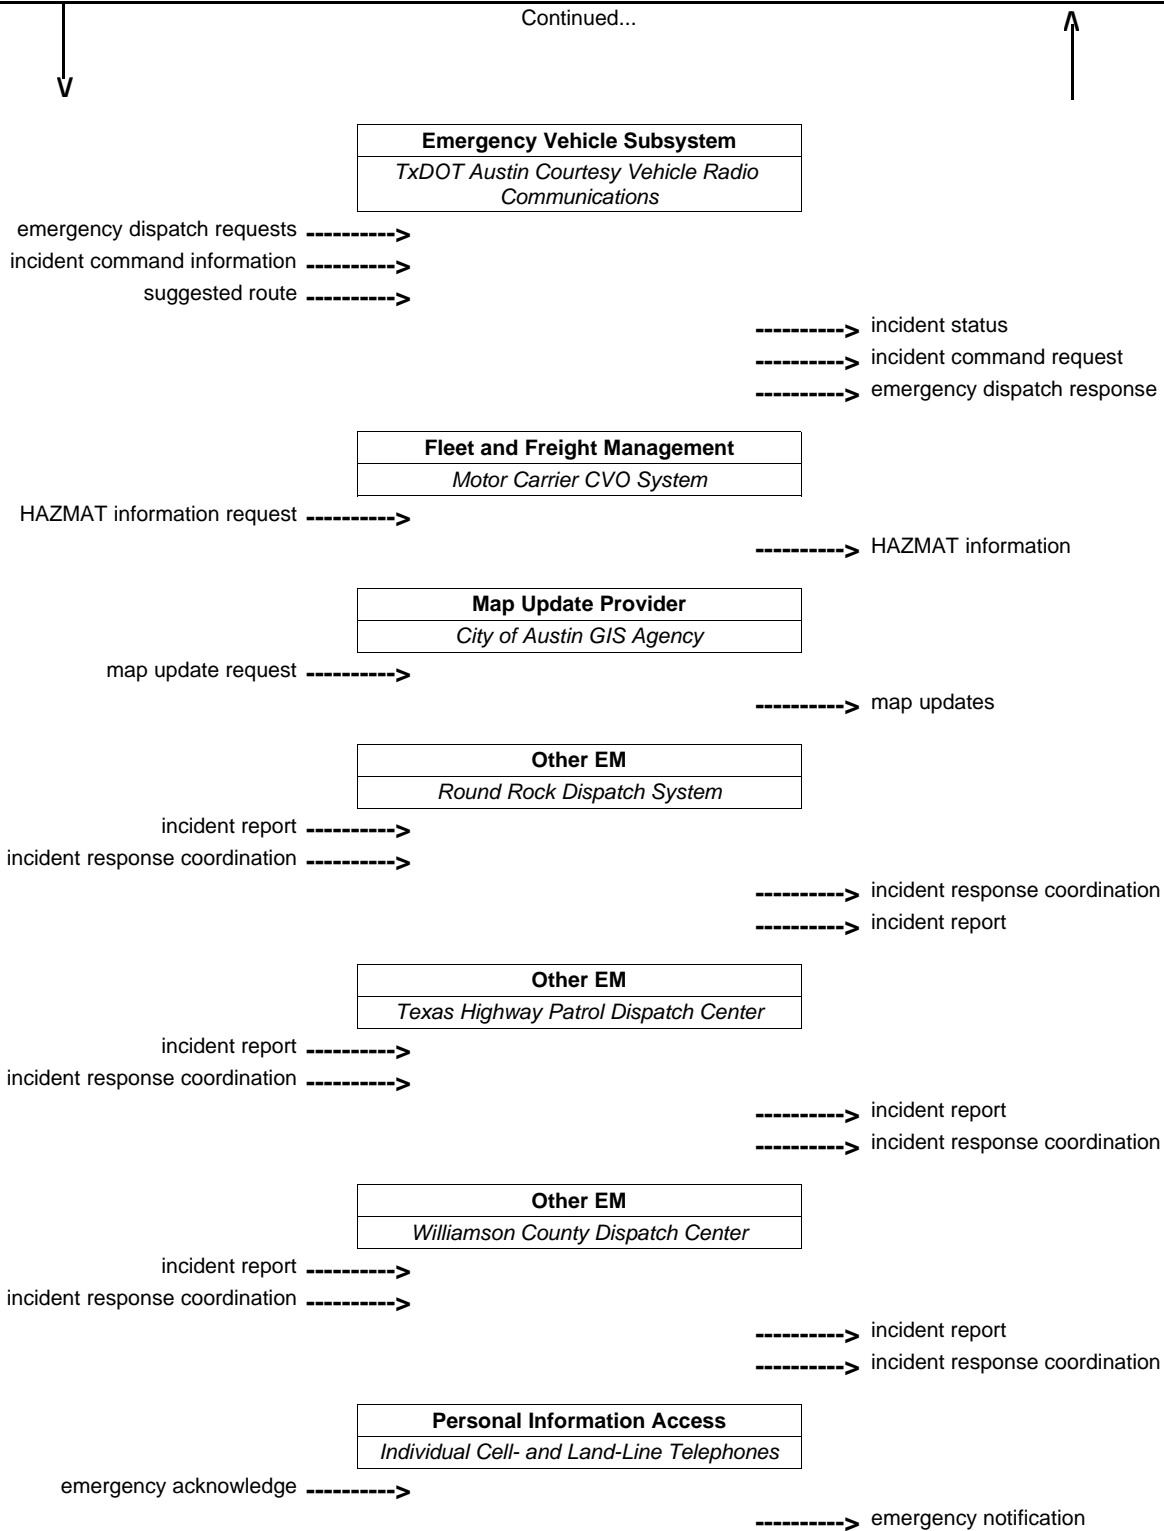 Continued...
Emergency Vehicle Subsystem
TxDOT Austin Courtesy Vehicle Radio
Communications
emergency dispatch requests
incident command information
suggested route
incident status
incident command request
emergency dispatch response
Fleet and Freight Management
Motor Carrier CVO System
HAZMAT information request
HAZMAT information
Map Update Provider
City of Austin GIS Agency
map update request
map updates
Other EM
Round Rock Dispatch System
incident report
incident response coordination
incident response coordination
incident report
Other EM
Texas Highway Patrol Dispatch Center
incident report
incident response coordination
incident report
incident response coordination
Other EM
Williamson County Dispatch Center
incident report
incident response coordination
incident report
incident response coordination
Personal Information Access
Individual Cell- and Land-Line Telephones
emergency acknowledge
emergency notification